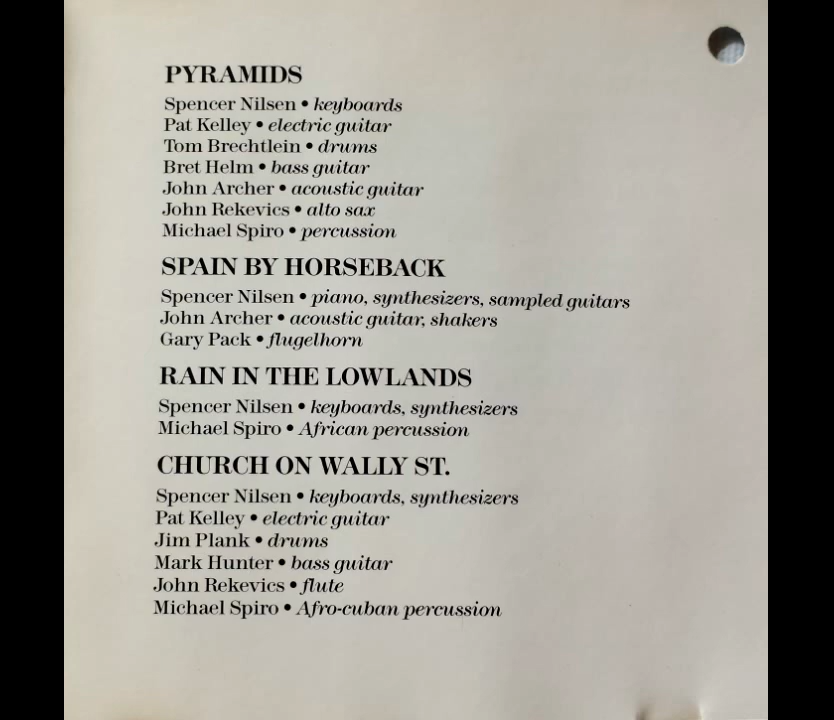 PYRAMIDS
Spencer Nilsen • keyboards
Pat Kelley • electric guitar
Tom Brechtlein • drums
Bret Helm • bass guitar
John Archer • acoustic guitar
John Rekevics • alto sax
Michael Spiro • percussion
SPAIN BY HORSEBACK
Spencer Nilsen • piano, synthesizers, sampled guitars
John Archer • acoustic guitar, shakers
Gary Pack • flugelhorn
RAIN IN THE LOWLANDS
Spencer Nilsen • keyboards, synthesizers
Michael Spiro • African percussion
CHURCH ON WALLY ST.
Spencer Nilsen • keyboards, synthesizers
Pat Kelley • electric guitar
Jim Plank • drums
Mark Hunter • bass guitar
John Rekevics • flute
Michael Spiro • Afro-cuban percussion